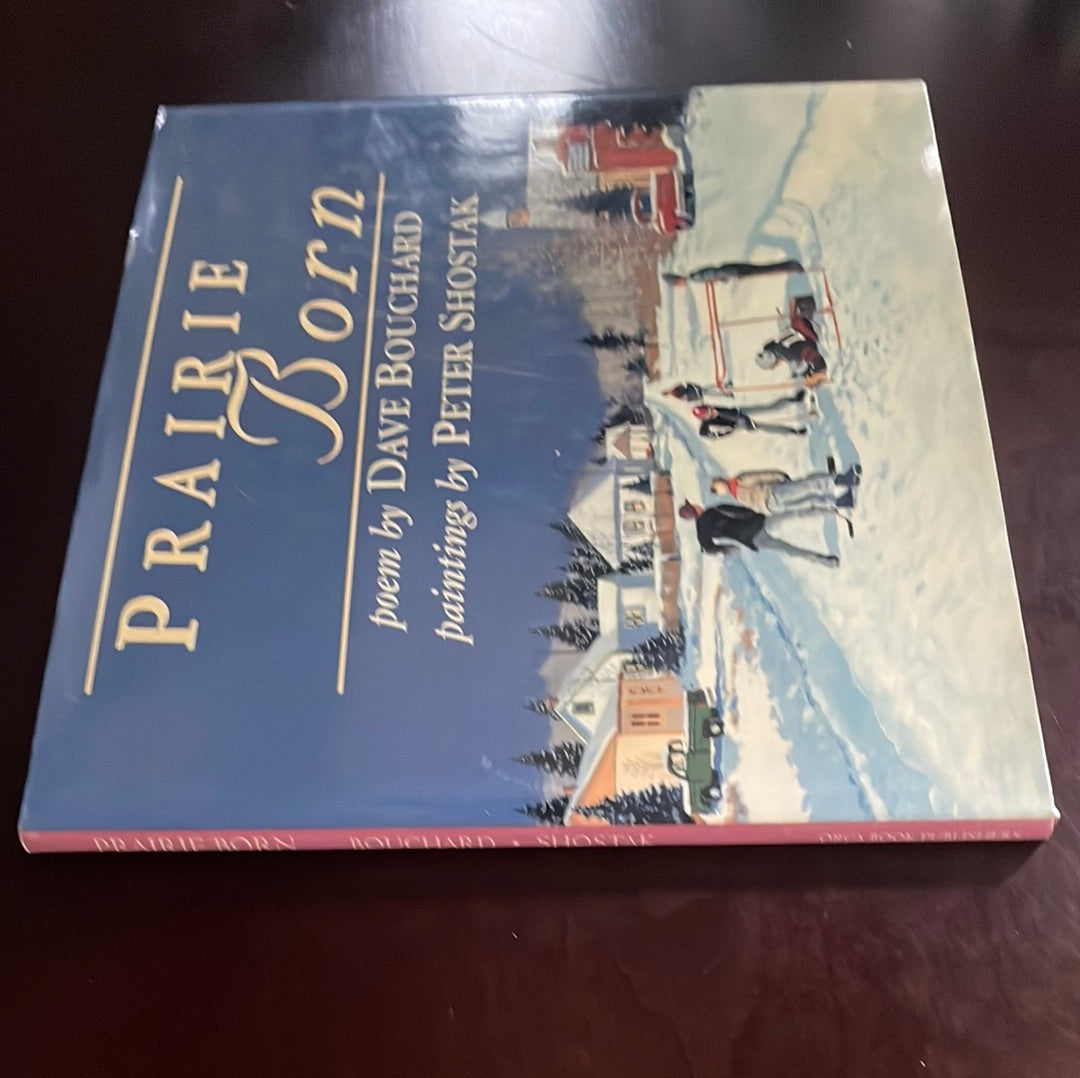 PRAIRIE
Born
poem by DAVE BOUCHARD
paintings by PETER SHOSTAK
PRAIRIE BORN BOUCHARD • SHOSTAK ORCA BOOK PUBLISHERS